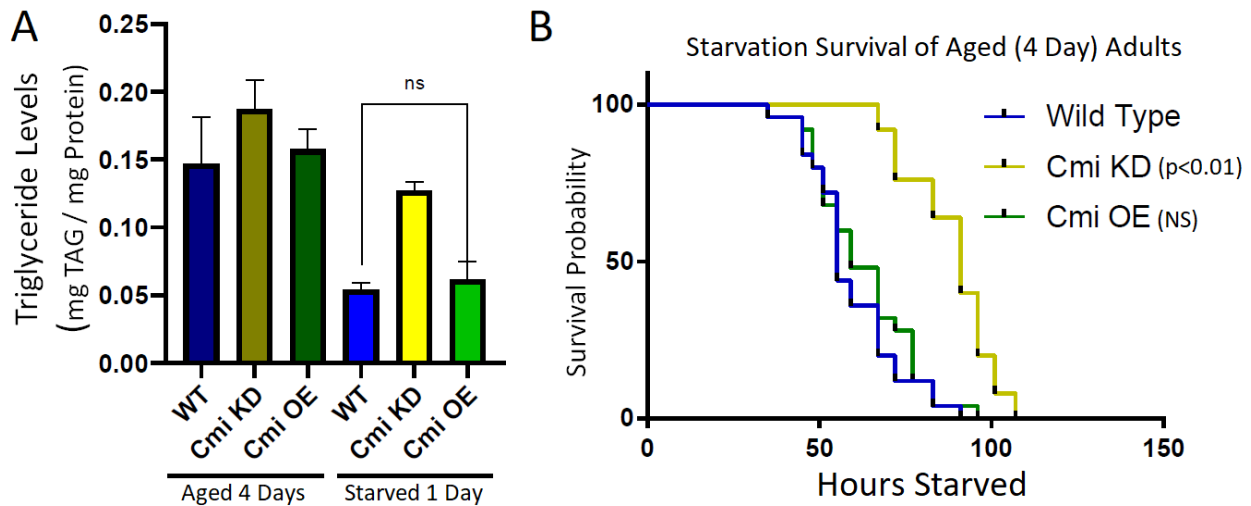 A
Triglyceride Levels
(mg TAG / mg Protein)
0.25
0.20
0.15
0.10
0.05
0.00
ns
WT
Cmi KD
Cmi OE
WT
Cmi KD
Cmi OE
Aged 4 Days
Starved 1 Day
B
Starvation Survival of Aged (4 Day) Adults
Survival Probability
100
50
0
Wild Type
Cmi KD (p<0.01)
Cmi OE (NS)
0
50
100
150
Hours Starved